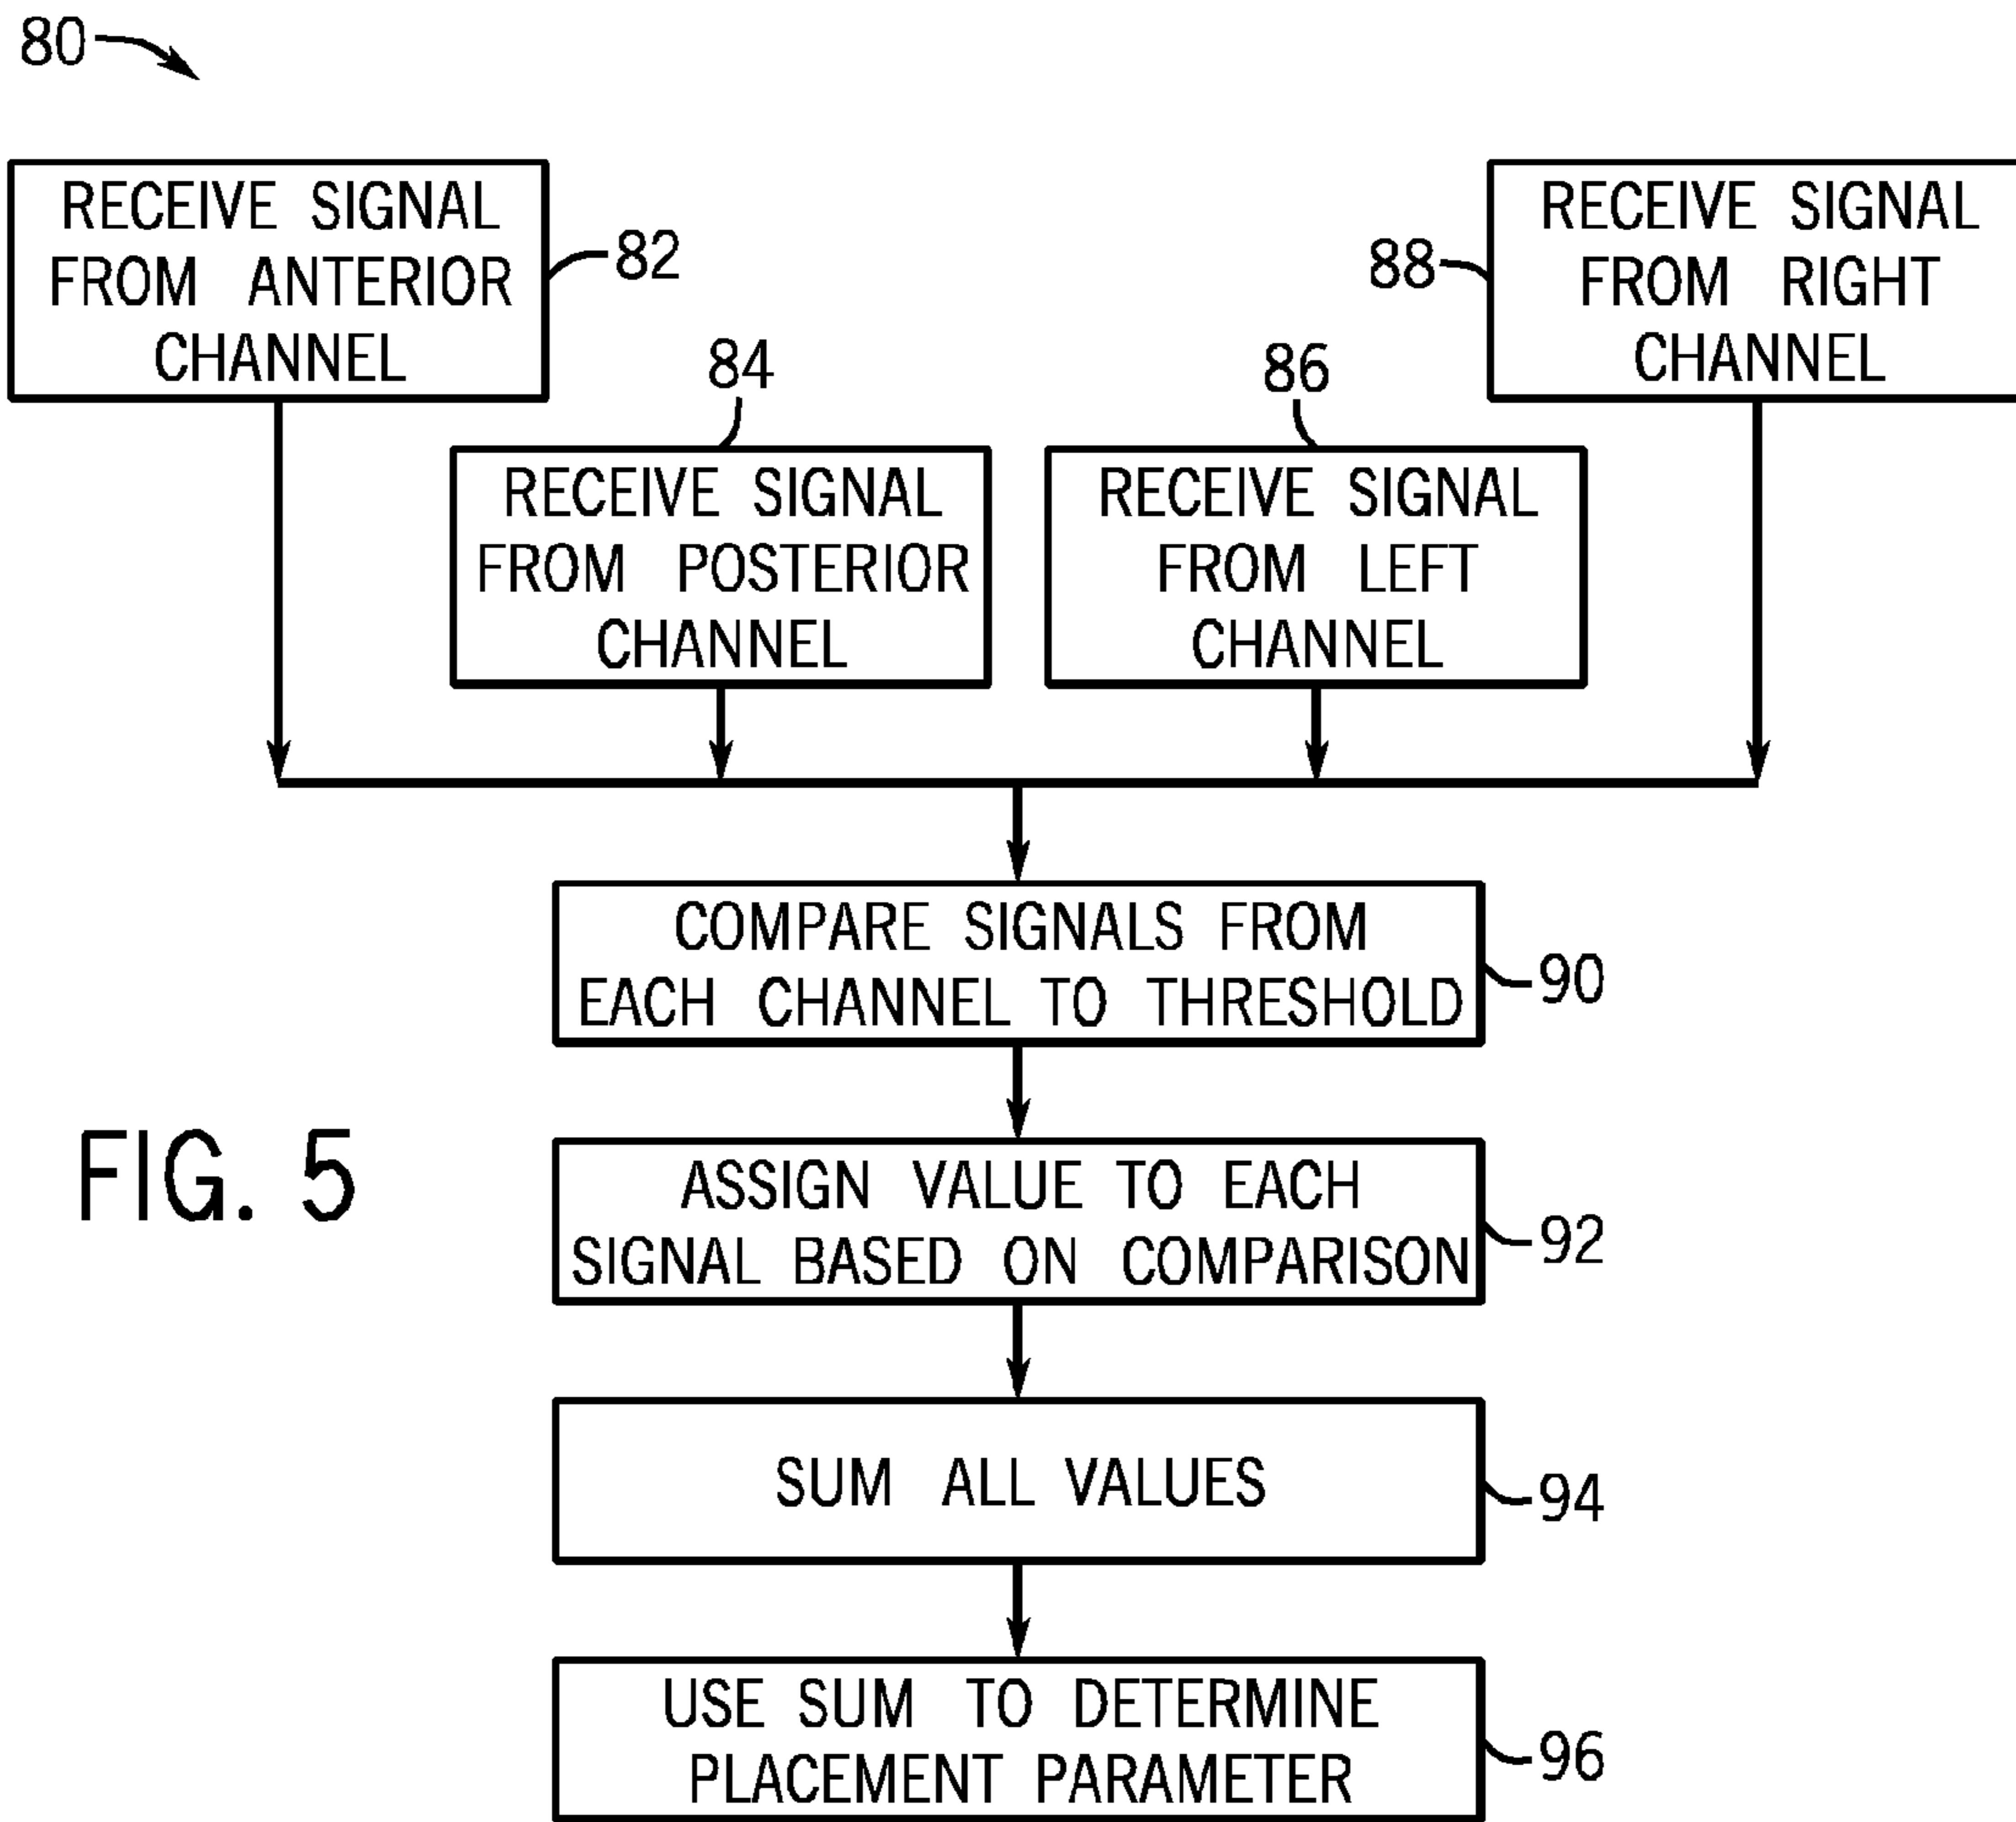 80
RECEIVE SIGNAL
FROM ANTERIOR
CHANNEL
82
88
RECEIVE SIGNAL
FROM RIGHT
CHANNEL
84
RECEIVE SIGNAL
FROM POSTERIOR
CHANNEL
86
RECEIVE SIGNAL
FROM LEFT
CHANNEL
COMPARE SIGNALS FROM
EACH CHANNEL TO THRESHOLD
90
FIG. 5
ASSIGN VALUE TO EACH
SIGNAL BASED ON COMPARISON
92
SUM ALL VALUES
94
USE SUM TO DETERMINE
PLACEMENT PARAMETER
96